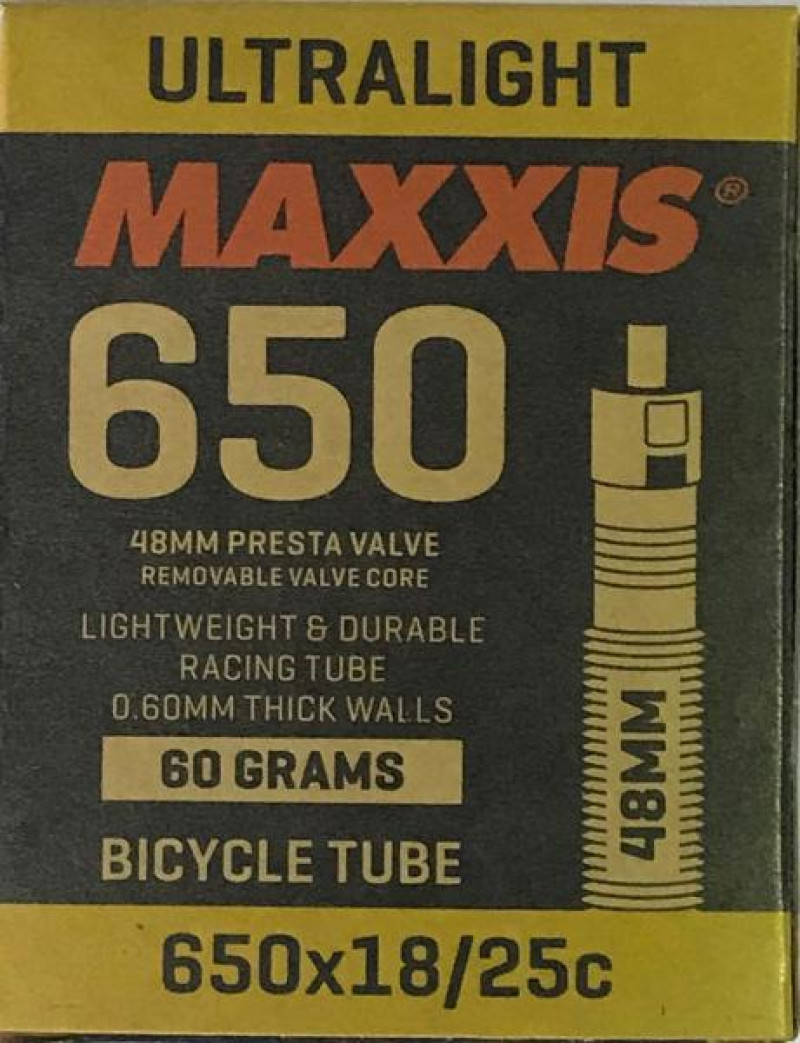 ULTRALIGHT
MAXXIS®
650
48MM PRESTA VALVE
REMOVABLE VALVE CORE
LIGHTWEIGHT & DURABLE
RACING TUBE
0.60MM THICK WALLS
60 GRAMS
BICYCLE TUBE
48MM
650x18/25c